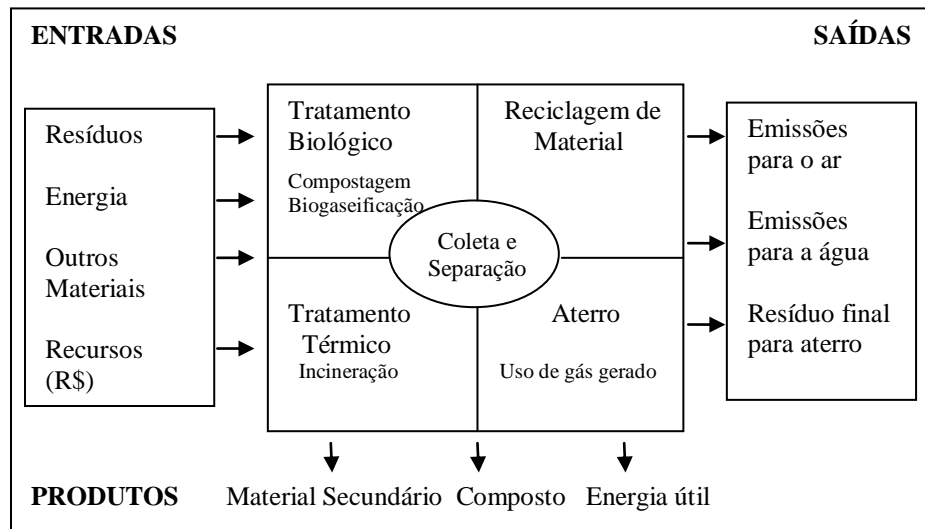 ENTRADAS
SAÍDAS
Resíduos
Energia
Outros
Materiais
Recursos
(R$)
Tratamento
Biológico
Compostagem
Biogaseificação
Reciclagem de
Material
Coleta e
Separação
Tratamento
Térmico
Incineração
Aterro
Uso de gás gerado
Emissões
para o ar
Emissões
para a água
Resíduo final
para aterro
PRODUTOS
Material Secundário
Composto
Energia útil